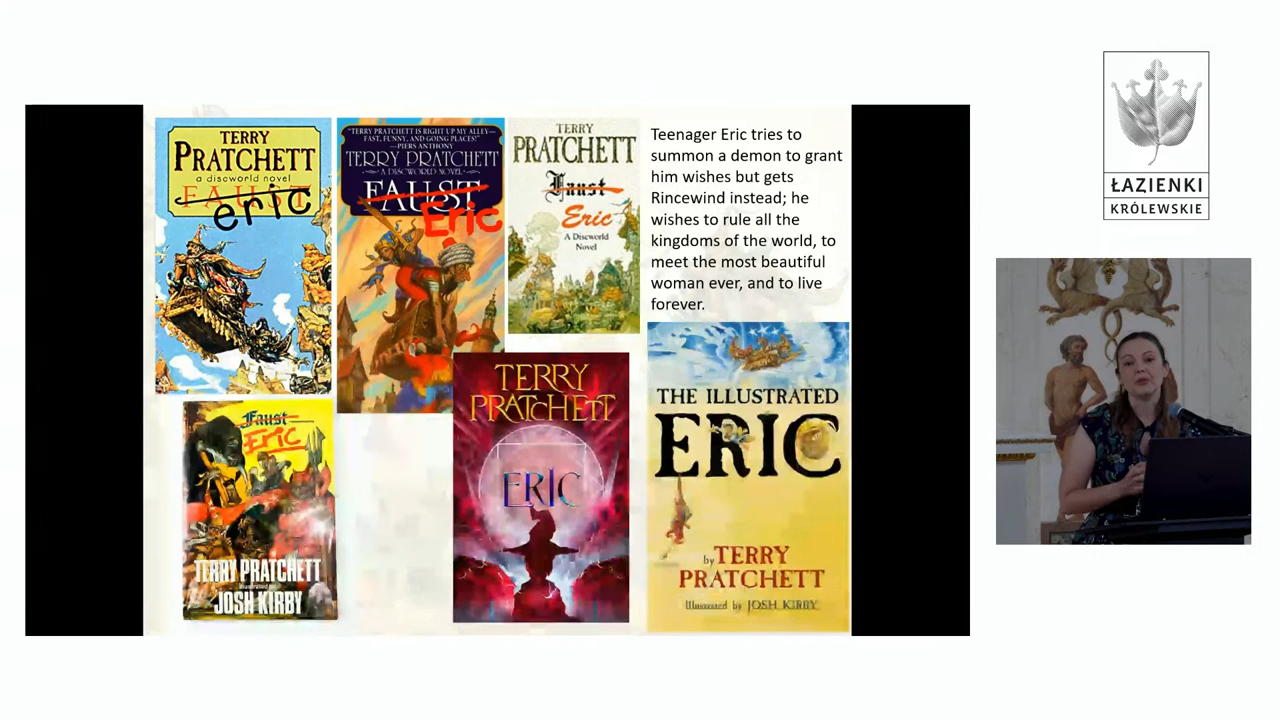 TERRY
PRATCHETT
a discworld novel
FAUST
eric
"TERRY PRATCHETT IS RIGHT UP MY ALLEY—
FAST, FUNNY, AND GOING PLACES!"
—PIERS ANTHONY
TERRY PRATCHETT
A DISCWORLD NOVEL
FAUST
Eric
TERRY
PRATCHETT
Faust
Eric
A Discworld
Novel
Teenager Eric tries to
summon a demon to grant
him wishes but gets
Rincewind instead; he
wishes to rule all the
kingdoms of the world, to
meet the most beautiful
woman ever, and to live
forever.
Faust
Eric
TERRY PRATCHETT
JOSH KIRBY
TERRY
PRATCHETT
ERIC
THE ILLUSTRATED
ERIC
by TERRY
PRATCHETT
Illustrated by JOSH KIRBY
ŁAZIENKI
KRÓLEWSKIE